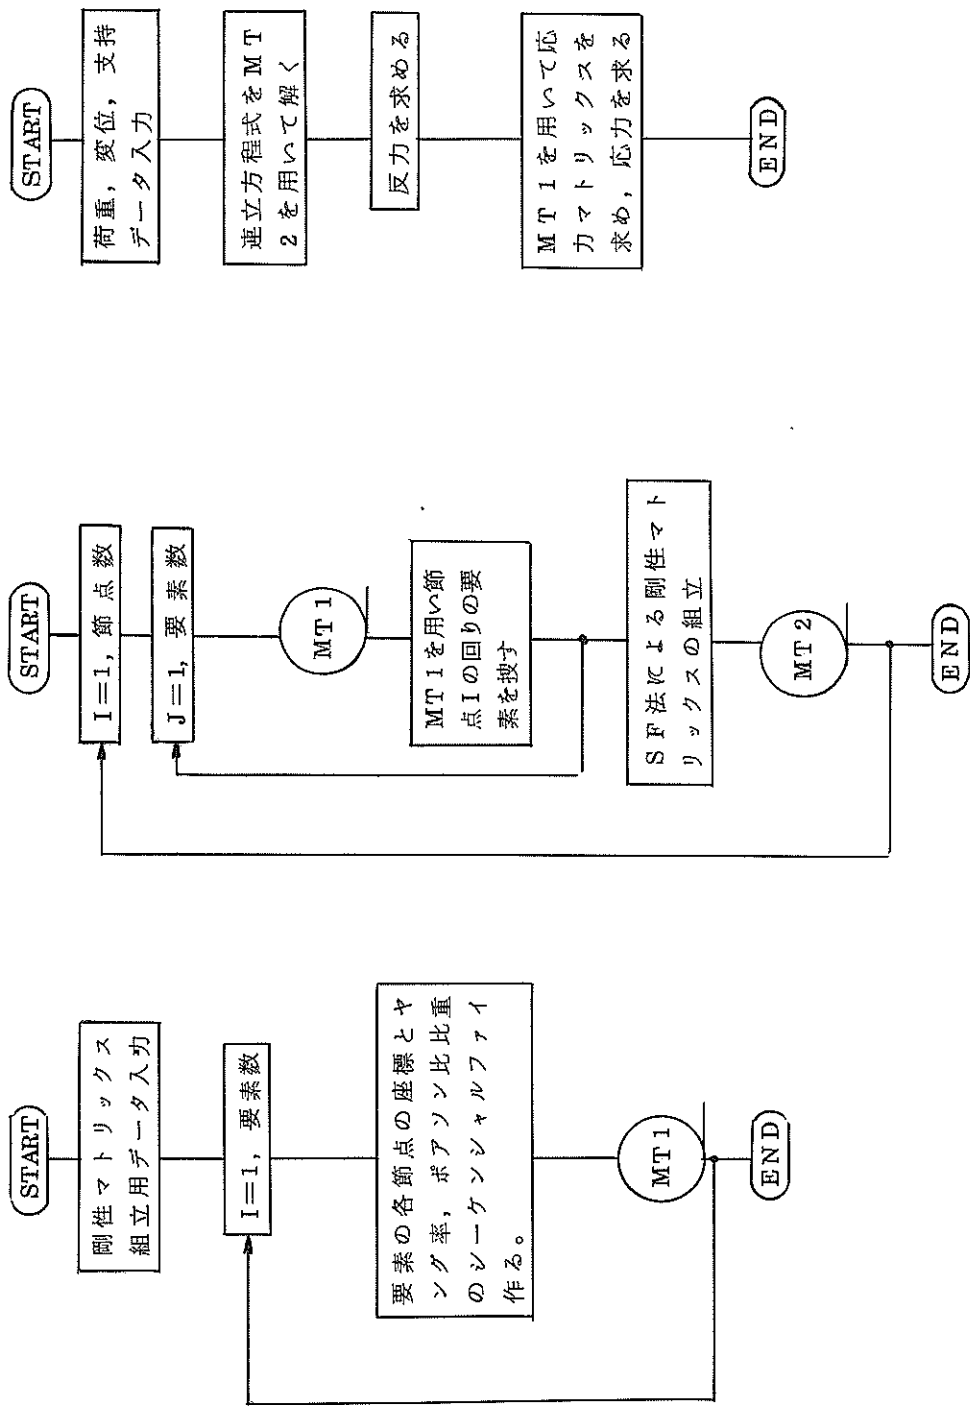 START
剛性マトリックス
組立用データ入力
I=1, 要素数
要素の各節点の座標とヤ
ング率, ポアソン比比重
のシーケンシャルファイ
作る。
MT1
END
START
I=1, 節点数
J=1, 要素数
MT1
MT1を用い節
点Iの回りの要
素を捜す
SF法による剛性マト
リックスの組立
MT2
END
START
荷重, 変位, 支持
データ入力
連立方程式をMT
2を用いて解く
反力を求める
MT1を用いて応
力マトリックスを
求め, 応力を求る
END